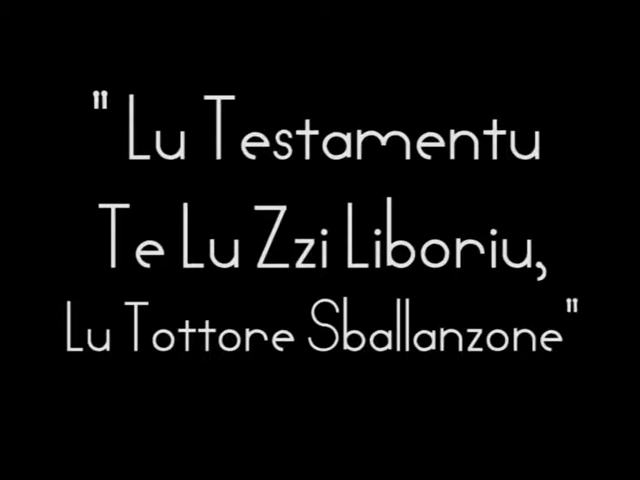 " Lu Testamentu
Te Lu Zzi Liboriu,
Lu Tottore Sballanzone"